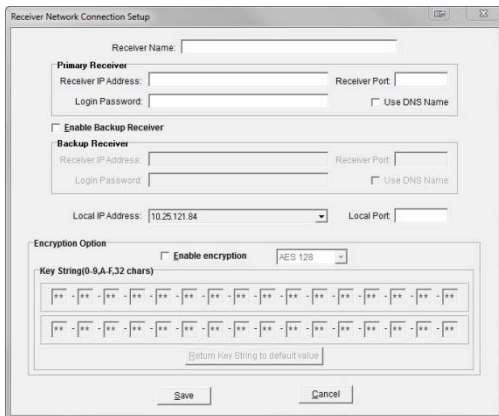 Receiver Network Connection Setup
Receiver Name:
Primary Receiver
Receiver IP Address: Receiver Port:
Login Password: Use DNS Name
Enable Backup Receiver
Backup Receiver
Receiver IP Address: Receiver Port:
Login Password: Use DNS Name
Local IP Address: 10.25.121.84 Local Port:
Encryption Option
Enable encryption AES 128
Key String(0-9,A-F,32 chars)
** - ** - ** - ** - ** - ** - ** - ** - ** - ** - ** - ** - ** - ** - ** - **
** - ** - ** - ** - ** - ** - ** - ** - ** - ** - ** - ** - ** - ** - ** - **
Return Key String to default value
Save Cancel